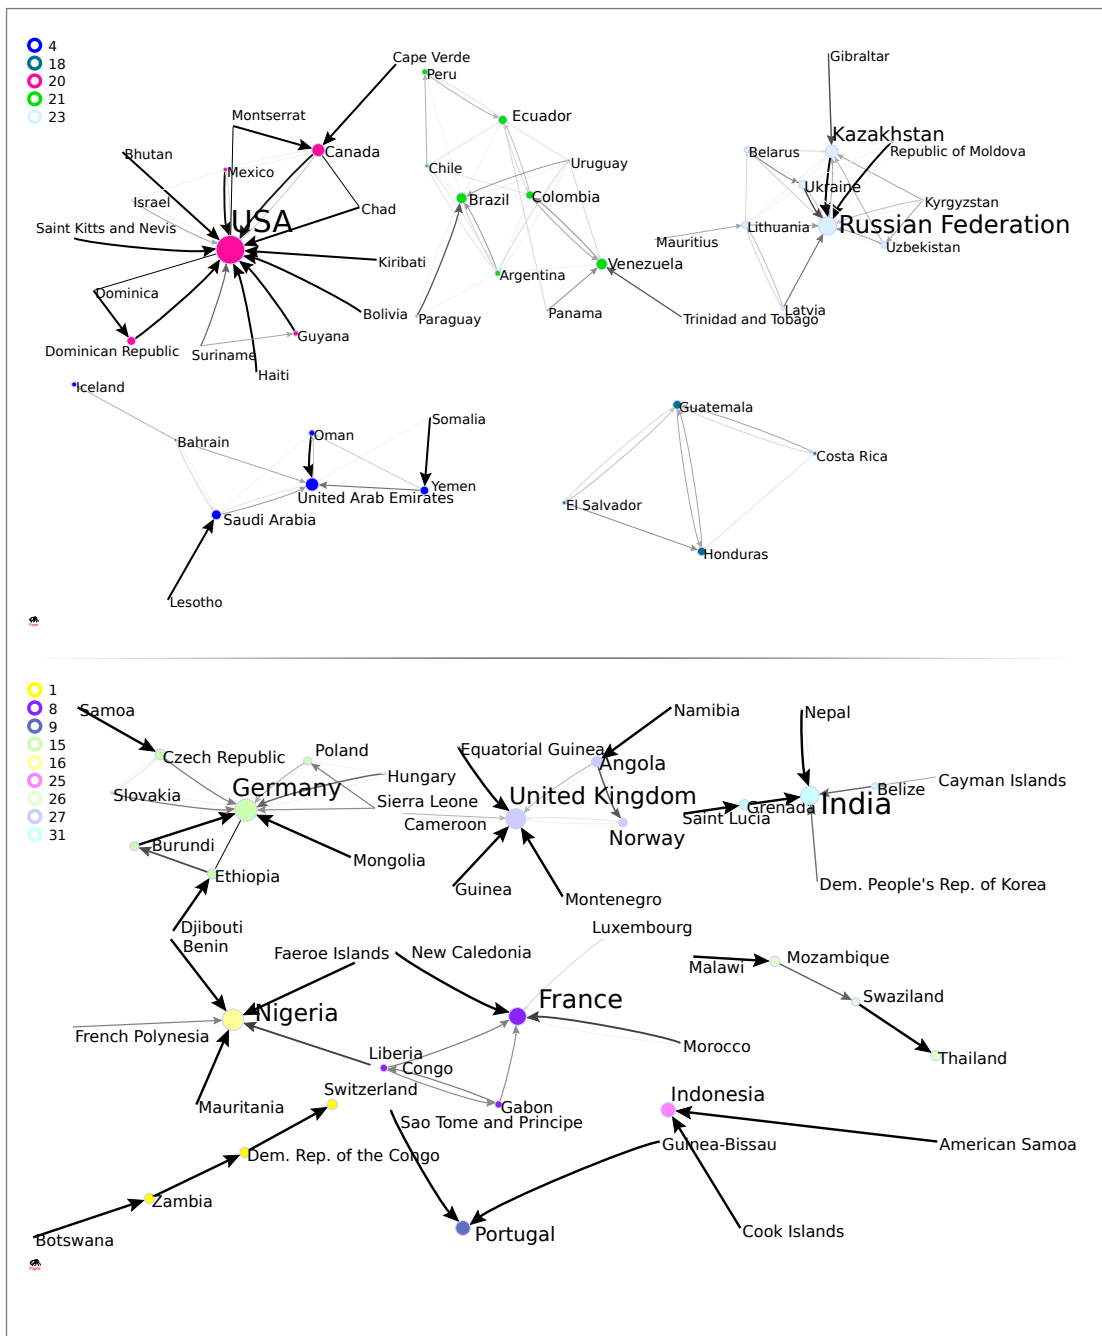 4
18
20
21
23
Cape Verde
Peru
Gibraltar
Montserrat
Ecuador
Kazakhstan
Bhutan
Canada
Belarus
Republic of Moldova
Mexico
Chile
Uruguay
Ukraine
Israel
Chad
Brazil
Colombia
Kyrgyzstan
USA
Saint Kitts and Nevis
Lithuania
Russian Federation
Mauritius
Uzbekistan
Kiribati
Argentina
Venezuela
Dominica
Bolivia
Paraguay
Panama
Trinidad and Tobago
Latvia
Guyana
Dominican Republic
Suriname
Haiti
Iceland
Guatemala
Somalia
Bahrain
Oman
Costa Rica
United Arab Emirates
Yemen
El Salvador
Saudi Arabia
Honduras
Lesotho
1
8
9
15
16
25
26
27
31
Samoa
Namibia
Nepal
Czech Republic
Poland
Equatorial Guinea
Angola
Hungary
Cayman Islands
Germany
Slovakia
Sierra Leone
United Kingdom
Belize
India
Grenada
Saint Lucia
Cameroon
Norway
Burundi
Mongolia
Ethiopia
Guinea
Montenegro
Dem. People's Rep. of Korea
Djibouti
Benin
Luxembourg
Faeroe Islands
New Caledonia
Malawi
Mozambique
Swaziland
Nigeria
France
French Polynesia
Liberia
Congo
Morocco
Thailand
Switzerland
Mauritania
Gabon
Indonesia
Sao Tome and Principe
Guinea-Bissau
American Samoa
Dem. Rep. of the Congo
Zambia
Portugal
Cook Islands
Botswana